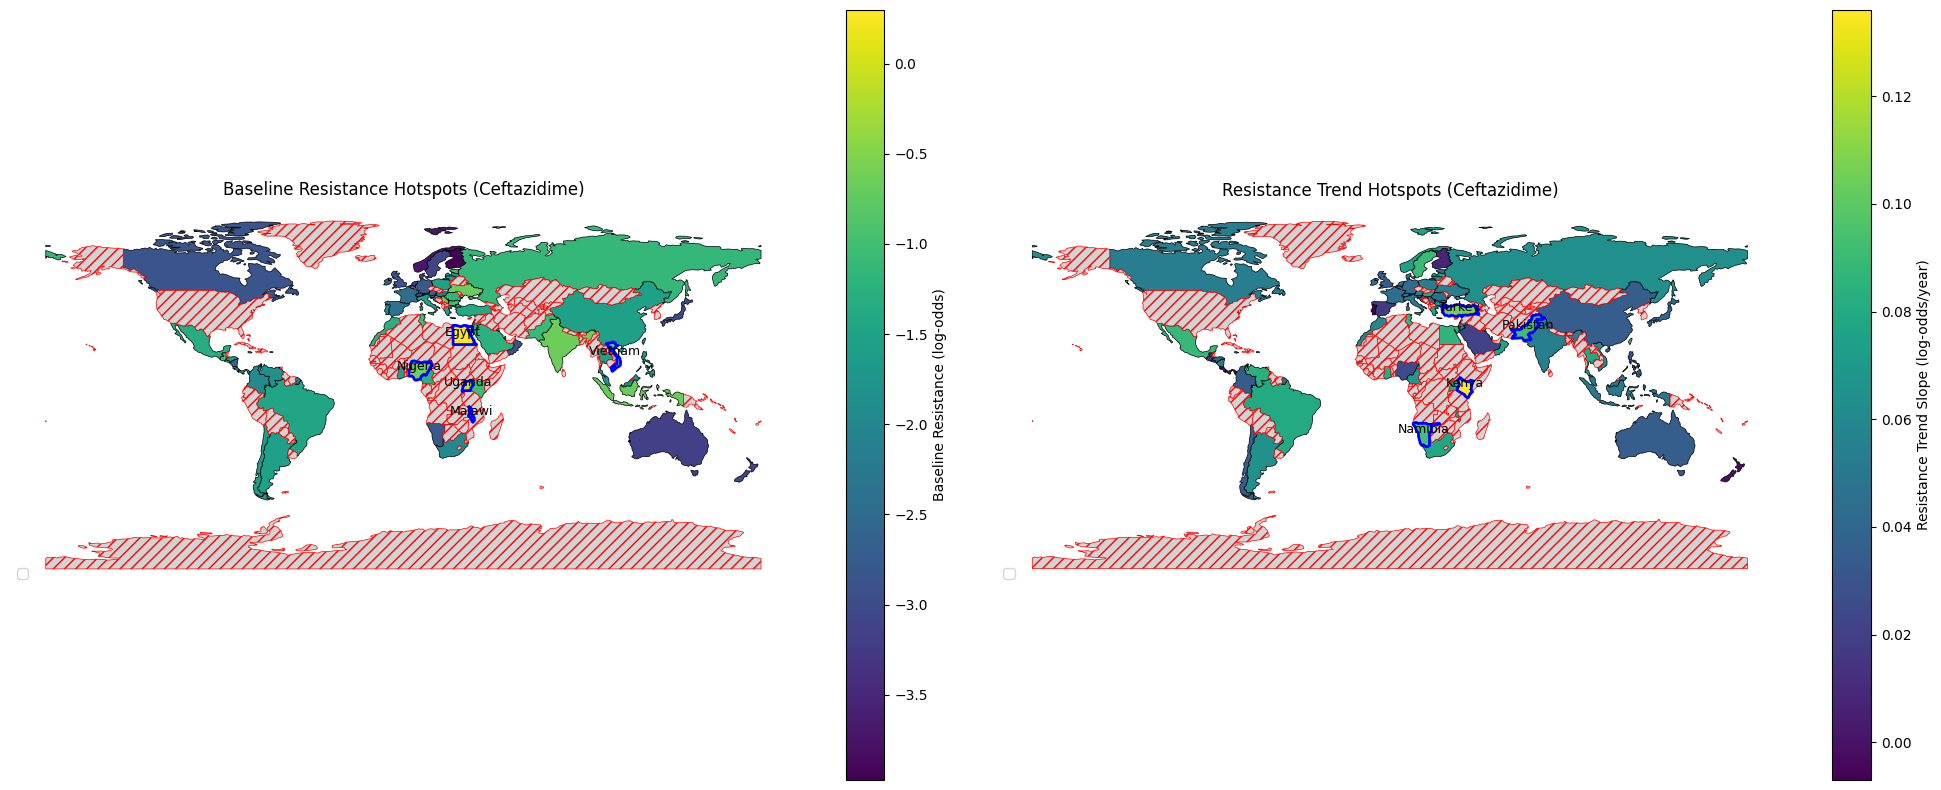 Baseline Resistance Hotspots (Ceftazidime)
Egypt
Vietnam
Nigeria
Uganda
Malawi
0.0
−0.5
−1.0
−1.5
−2.0
−2.5
−3.0
−3.5
Baseline Resistance (log-odds)
Resistance Trend Hotspots (Ceftazidime)
Turkey
Pakistan
Kenya
Namibia
0.12
0.10
0.08
0.06
0.04
0.02
0.00
Resistance Trend Slope (log-odds/year)